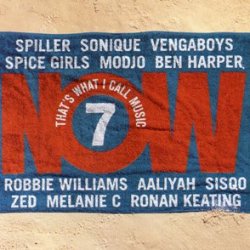 SPILLER SONIQUE VENGABOYS
SPICE GIRLS MODJO BEN HARPER
THAT'S WHAT I CALL MUSIC
NOW
7
ROBBIE WILLIAMS AALIYAH SISQO
ZED MELANIE C RONAN KEATING